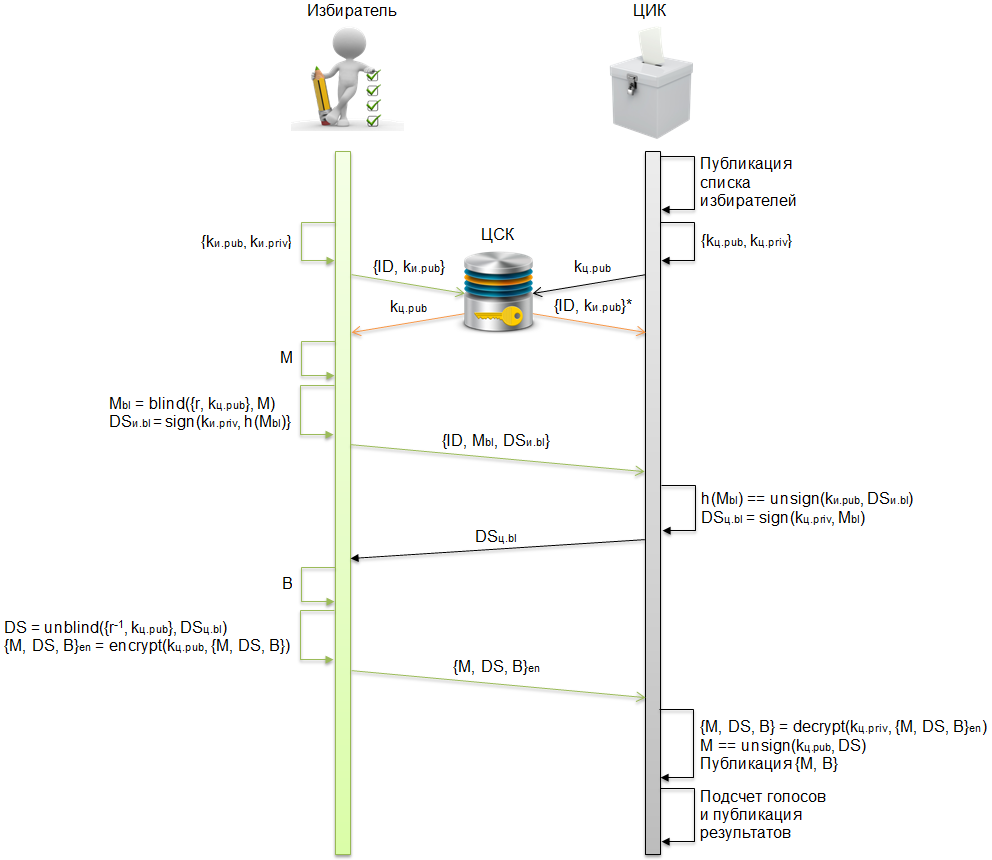 Избиратель
ЦИК
Публикация
списка
избирателей
{kи.pub, kи.priv}
ЦСК
{kц.pub, kц.priv}
{ID, kи.pub}
kц.pub
kц.pub
{ID, kи.pub}*
M
Mbl = blind({r, kц.pub}, M)
DSи.bl = sign(kи.priv, h(Mbl)}
{ID, Mbl, DSи.bl}
h(Mbl) == unsign(kи.pub, DSи.bl)
DSц.bl = sign(kц.priv, Mbl)
DSц.bl
B
DS = unblind({r-1, kц.pub}, DSц.bl)
{M, DS, B}en = encrypt(kц.pub, {M, DS, B})
{M, DS, B}en
{M, DS, B} = decrypt(kц.priv, {M, DS, B}en)
M == unsign(kц.pub, DS)
Публикация {M, B}
Подсчет голосов
и публикация
результатов